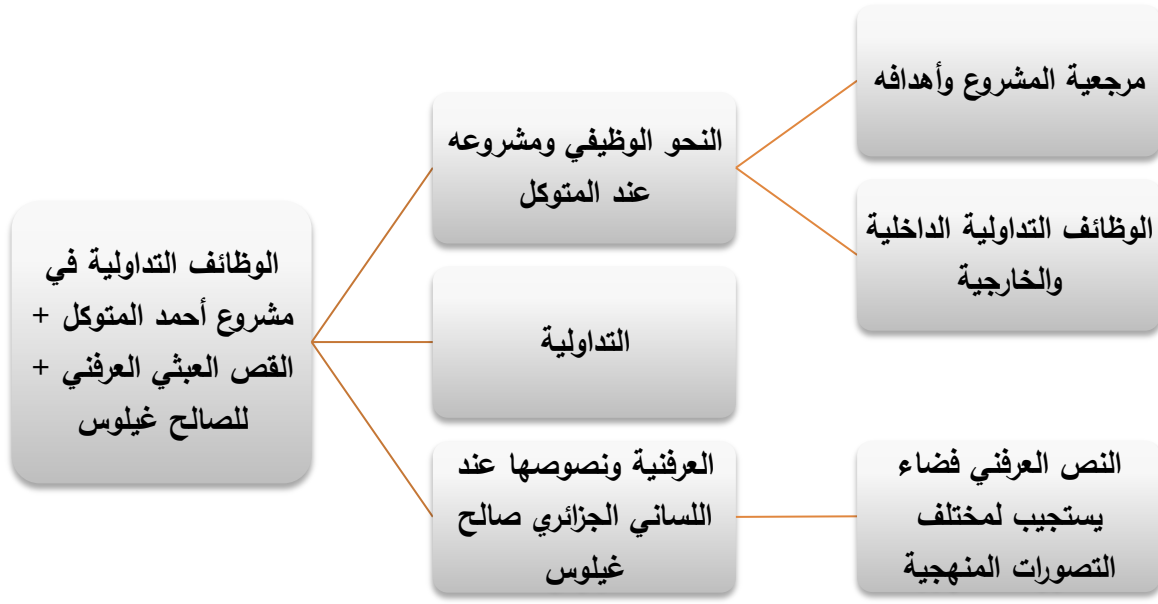 الوظائف التداولية في
مشروع أحمد المتوكل +
القص العبثي العرفني +
للصالح غيلوس
النحو الوظيفي ومشروعه
عند المتوكل
مرجعية المشروع وأهدافه
الوظائف التداولية الداخلية
والخارجية
التداولية
العرفنية ونصوصها عند
اللساني الجزائري صالح
غيلوس
النص العرفني فضاء
يستجيب لمختلف
التصورات المنهجية